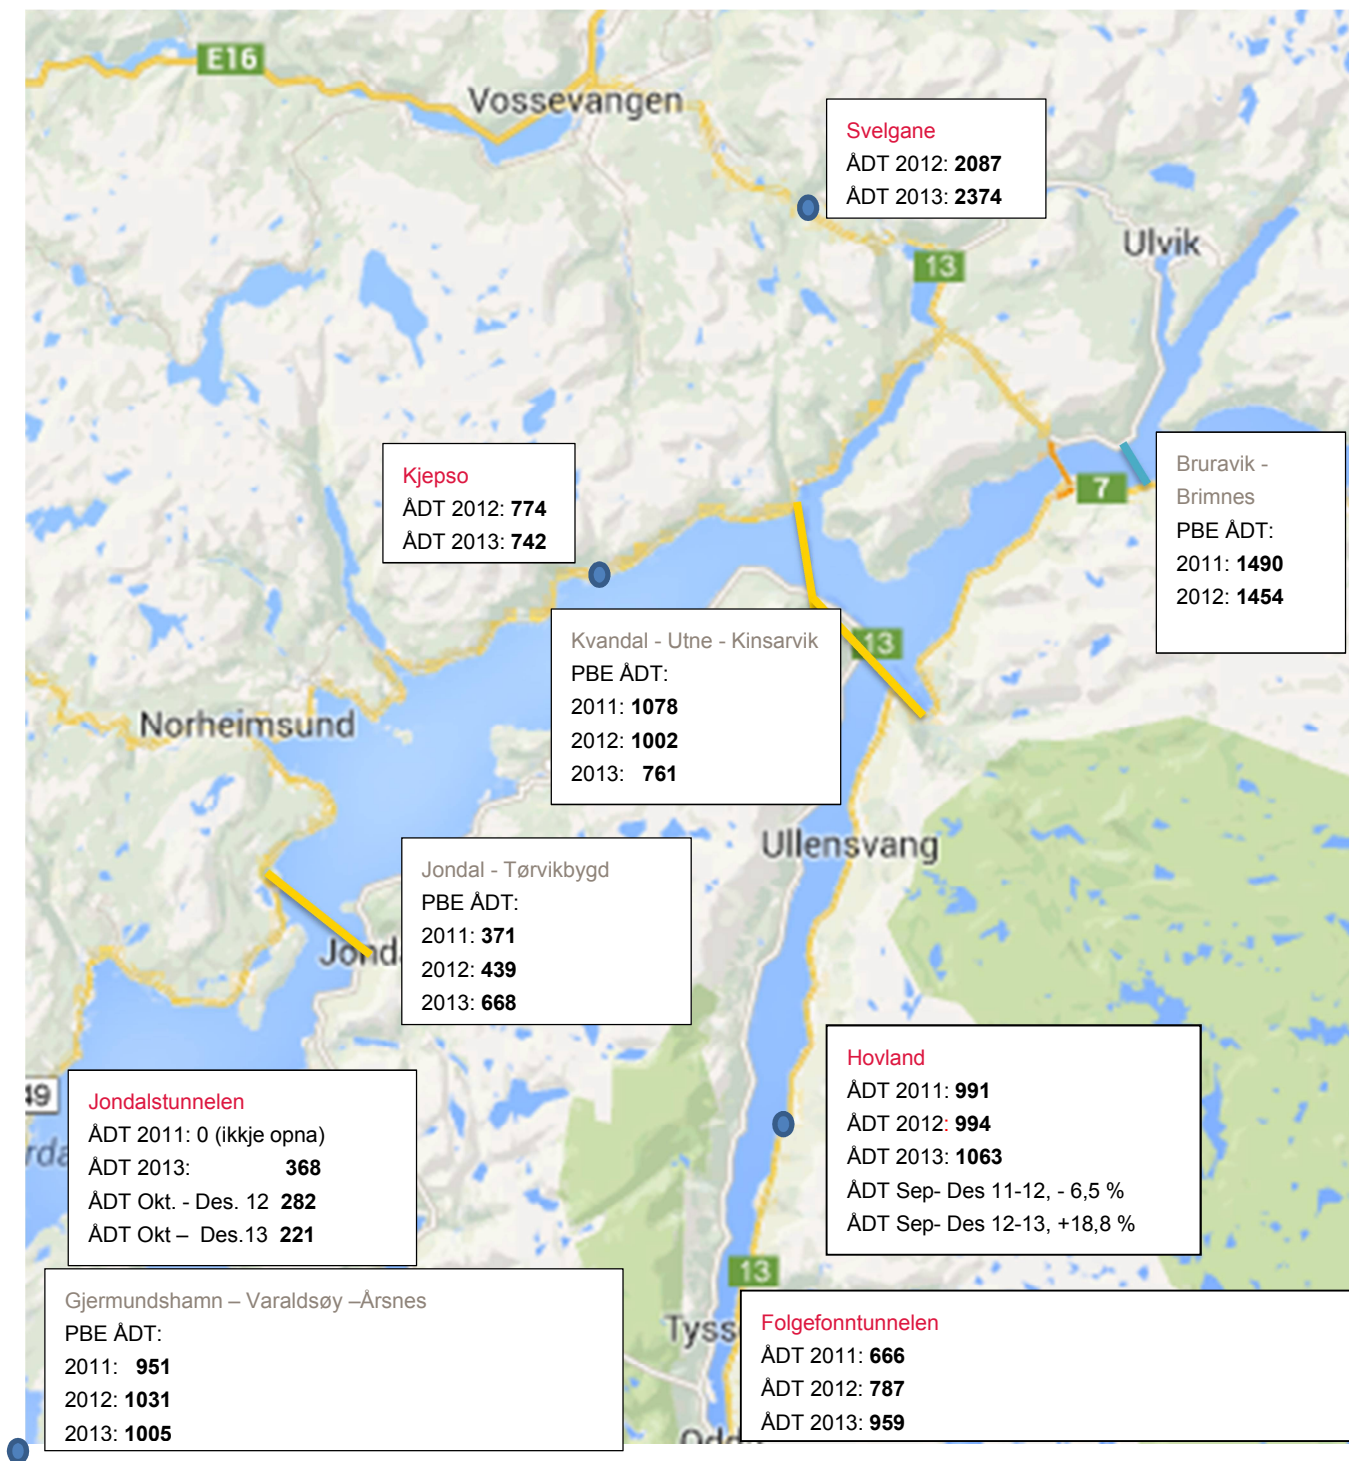 E16
Vossevangen
Svelgane
ÅDT 2012: 2087
ÅDT 2013: 2374
Ulvik
13
Kjepso
ÅDT 2012: 774
ÅDT 2013: 742
7
Bruravik -
Brimnes
PBE ÅDT:
2011: 1490
2012: 1454
Kvandal - Utne - Kinsarvik
PBE ÅDT:
2011: 1078
2012: 1002
2013: 761
13
Norheimsund
Ullensvang
Jondal - Tørvikbygd
PBE ÅDT:
2011: 371
2012: 439
2013: 668
Jond
Hovland
ÅDT 2011: 991
ÅDT 2012: 994
ÅDT 2013: 1063
ÅDT Sep- Des 11-12, - 6,5 %
ÅDT Sep- Des 12-13, +18,8 %
49
rda
Jondalstunnelen
ÅDT 2011: 0 (ikkje opna)
ÅDT 2013: 368
ÅDT Okt. - Des. 12 282
ÅDT Okt – Des.13 221
13
Gjermundshamn – Varaldsøy –Årsnes
PBE ÅDT:
2011: 951
2012: 1031
2013: 1005
Tyss
Folgefonntunnelen
ÅDT 2011: 666
ÅDT 2012: 787
ÅDT 2013: 959